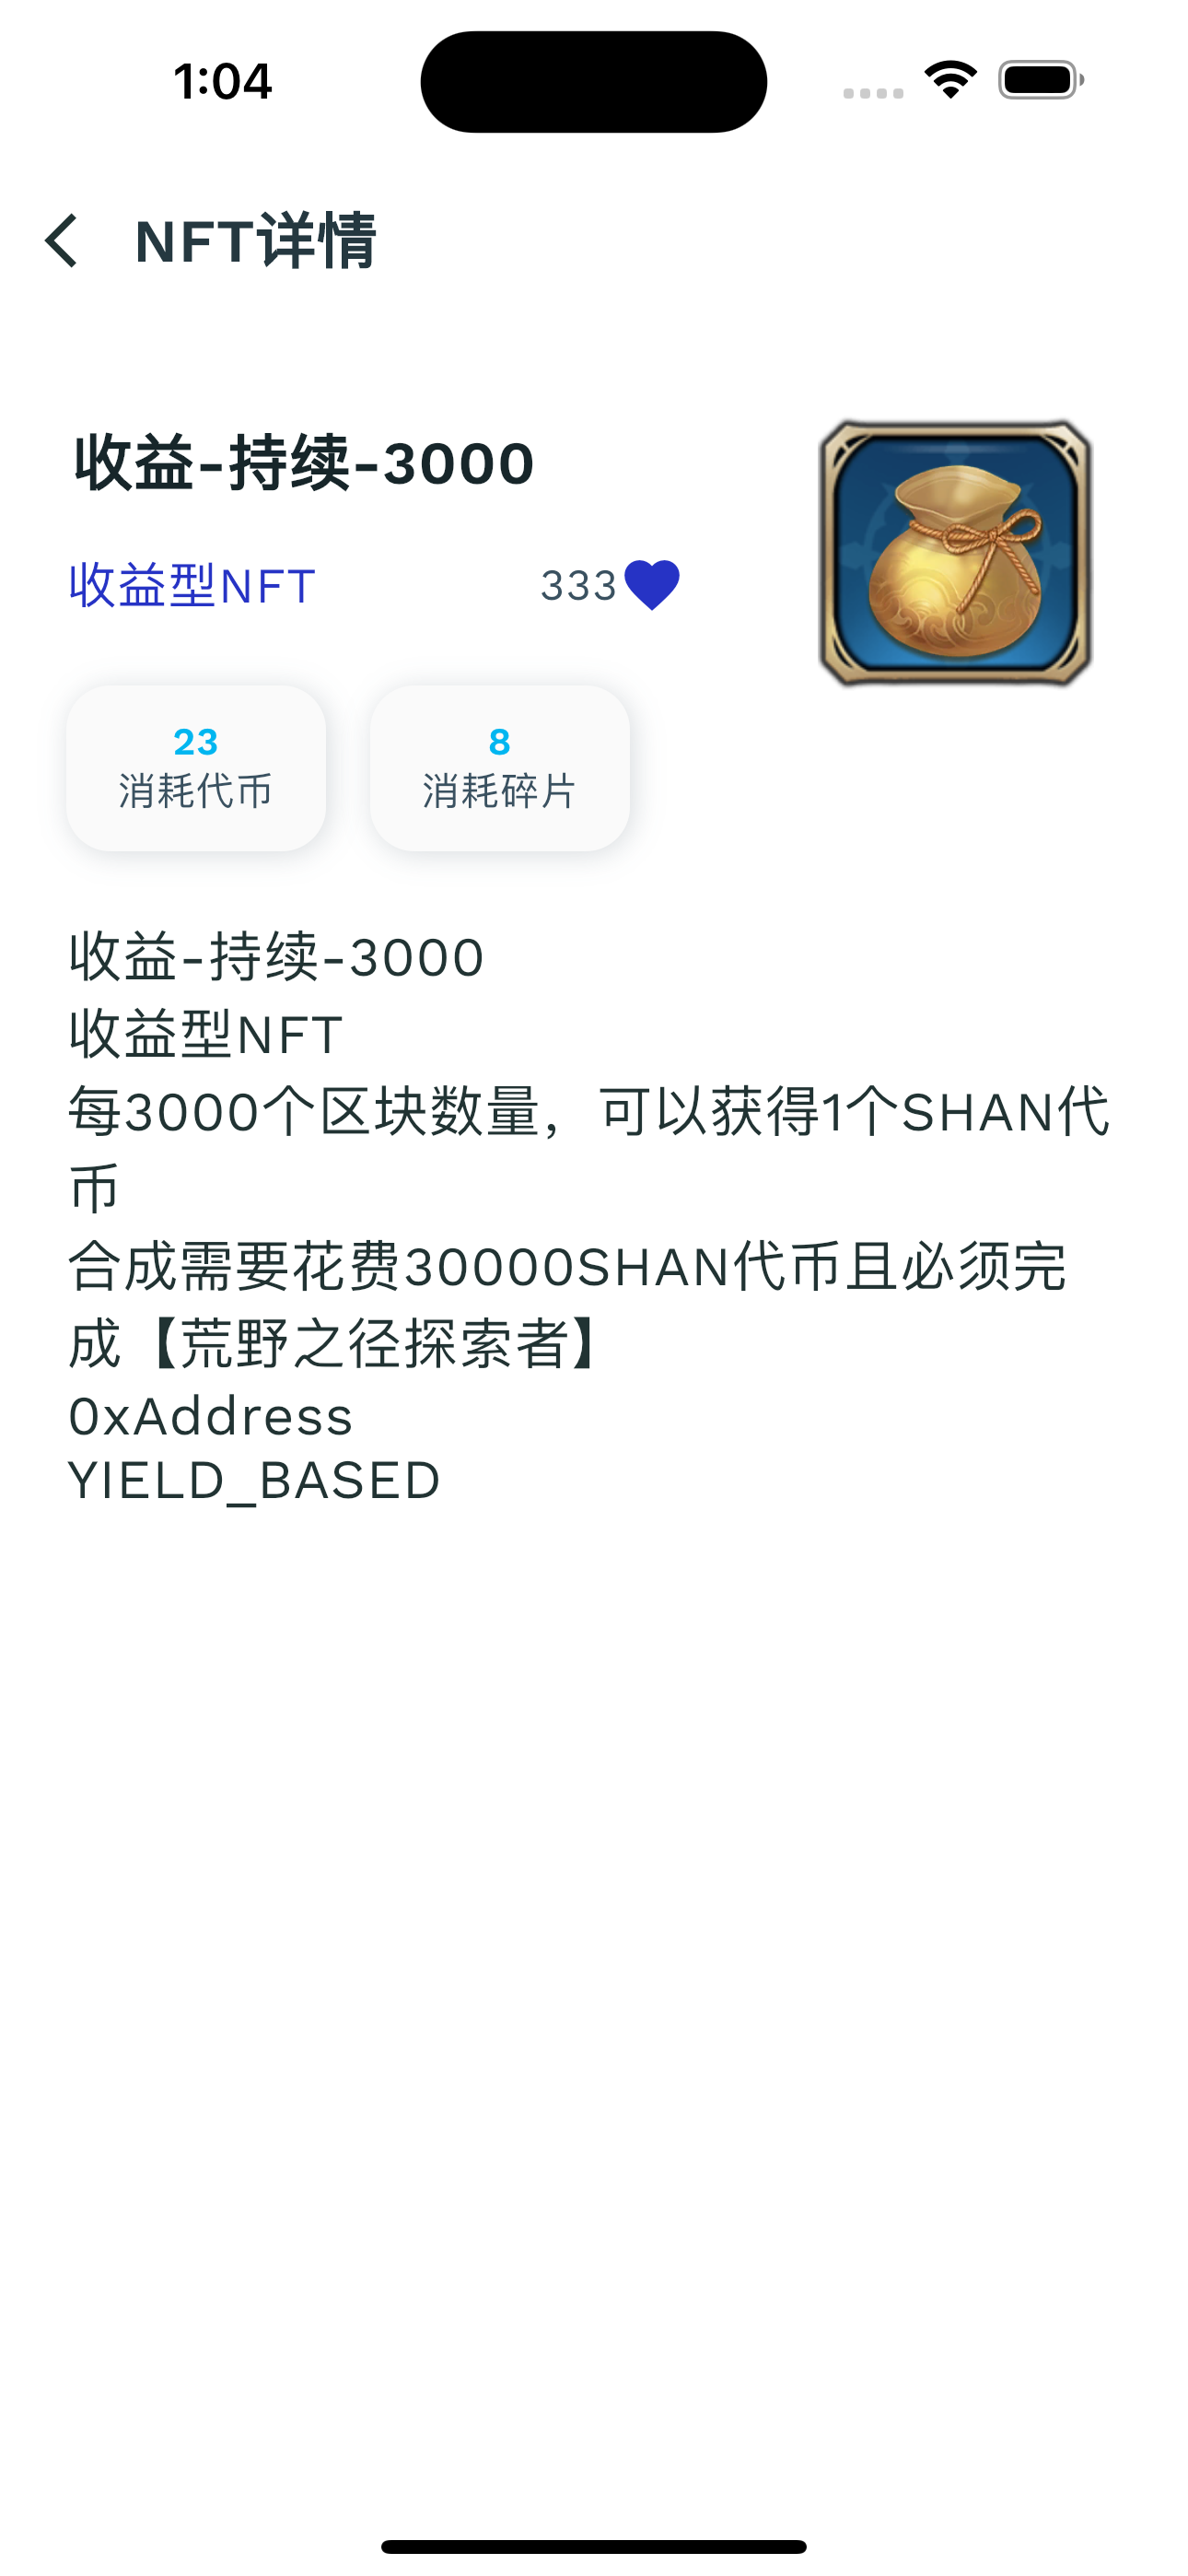 1:04
NFT详情
收益-持续-3000
收益型NFT
333
23
消耗代币
8
消耗碎片
收益-持续-3000
收益型NFT
每3000个区块数量，可以获得1个SHAN代
币
合成需要花费30000SHAN代币且必须完
成【荒野之径探索者】
0xAddress
YIELD_BASED